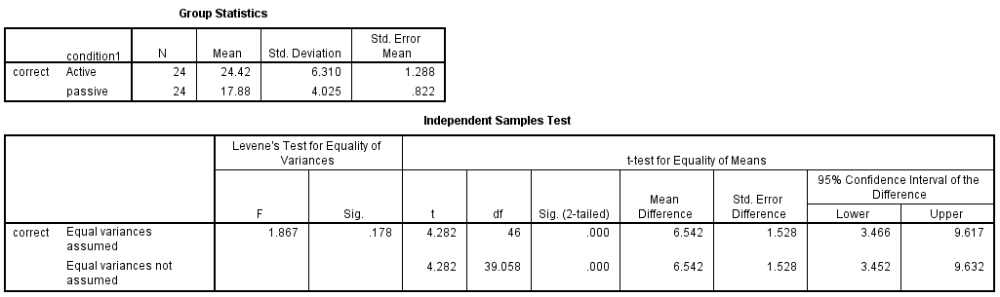 Group Statistics
condition1 N Mean Std. Deviation Std. Error Mean
correct Active 24 24.42 6.310 1.288
passive 24 17.88 4.025 .822
Independent Samples Test
Levene's Test for Equality of Variances
t-test for Equality of Means
F Sig. t df Sig. (2-tailed) Mean Difference Std. Error Difference 95% Confidence Interval of the Difference
Lower Upper
correct Equal variances assumed 1.867 .178 4.282 46 .000 6.542 1.528 3.466 9.617
Equal variances not assumed 4.282 39.058 .000 6.542 1.528 3.452 9.632